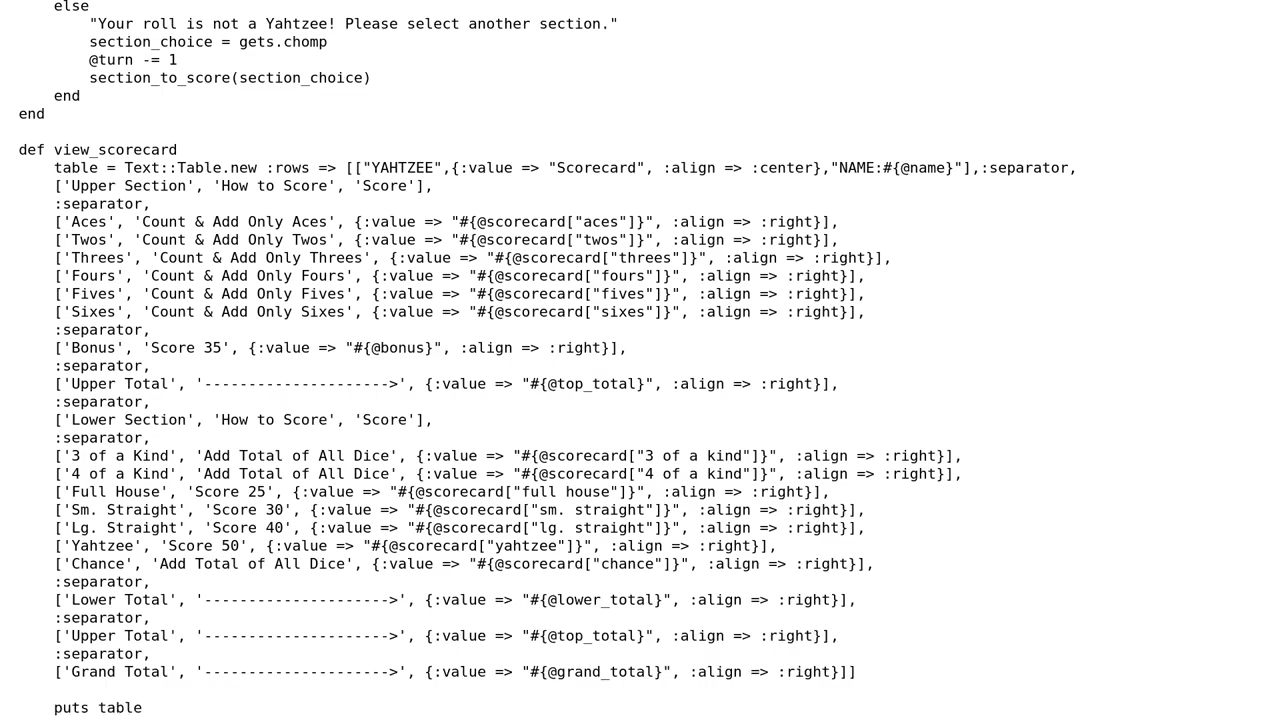 else
"Your roll is not a Yahtzee! Please select another section."
section_choice = gets.chomp
@turn -= 1
section_to_score(section_choice)
end
end
def view_scorecard
table = Text::Table.new :rows => [["YAHTZEE",{:value => "Scorecard", :align => :center},"NAME:#{@name}"],:separator,
['Upper Section', 'How to Score', 'Score'],
:separator,
['Aces', 'Count & Add Only Aces', {:value => "#{@scorecard["aces"]}", :align => :right}],
['Twos', 'Count & Add Only Twos', {:value => "#{@scorecard["twos"]}", :align => :right}],
['Threes', 'Count & Add Only Threes', {:value => "#{@scorecard["threes"]}", :align => :right}],
['Fours', 'Count & Add Only Fours', {:value => "#{@scorecard["fours"]}", :align => :right}],
['Fives', 'Count & Add Only Fives', {:value => "#{@scorecard["fives"]}", :align => :right}],
['Sixes', 'Count & Add Only Sixes', {:value => "#{@scorecard["sixes"]}", :align => :right}],
:separator,
['Bonus', 'Score 35', {:value => "#{@bonus}", :align => :right}],
:separator,
['Upper Total', '--------------------->', {:value => "#{@top_total}", :align => :right}],
:separator,
['Lower Section', 'How to Score', 'Score'],
:separator,
['3 of a Kind', 'Add Total of All Dice', {:value => "#{@scorecard["3 of a kind"]}", :align => :right}],
['4 of a Kind', 'Add Total of All Dice', {:value => "#{@scorecard["4 of a kind"]}", :align => :right}],
['Full House', 'Score 25', {:value => "#{@scorecard["full house"]}", :align => :right}],
['Sm. Straight', 'Score 30', {:value => "#{@scorecard["sm. straight"]}", :align => :right}],
['Lg. Straight', 'Score 40', {:value => "#{@scorecard["lg. straight"]}", :align => :right}],
['Yahtzee', 'Score 50', {:value => "#{@scorecard["yahtzee"]}", :align => :right}],
['Chance', 'Add Total of All Dice', {:value => "#{@scorecard["chance"]}", :align => :right}],
:separator,
['Lower Total', '--------------------->', {:value => "#{@lower_total}", :align => :right}],
:separator,
['Upper Total', '--------------------->', {:value => "#{@top_total}", :align => :right}],
:separator,
['Grand Total', '--------------------->', {:value => "#{@grand_total}", :align => :right}]]
puts table